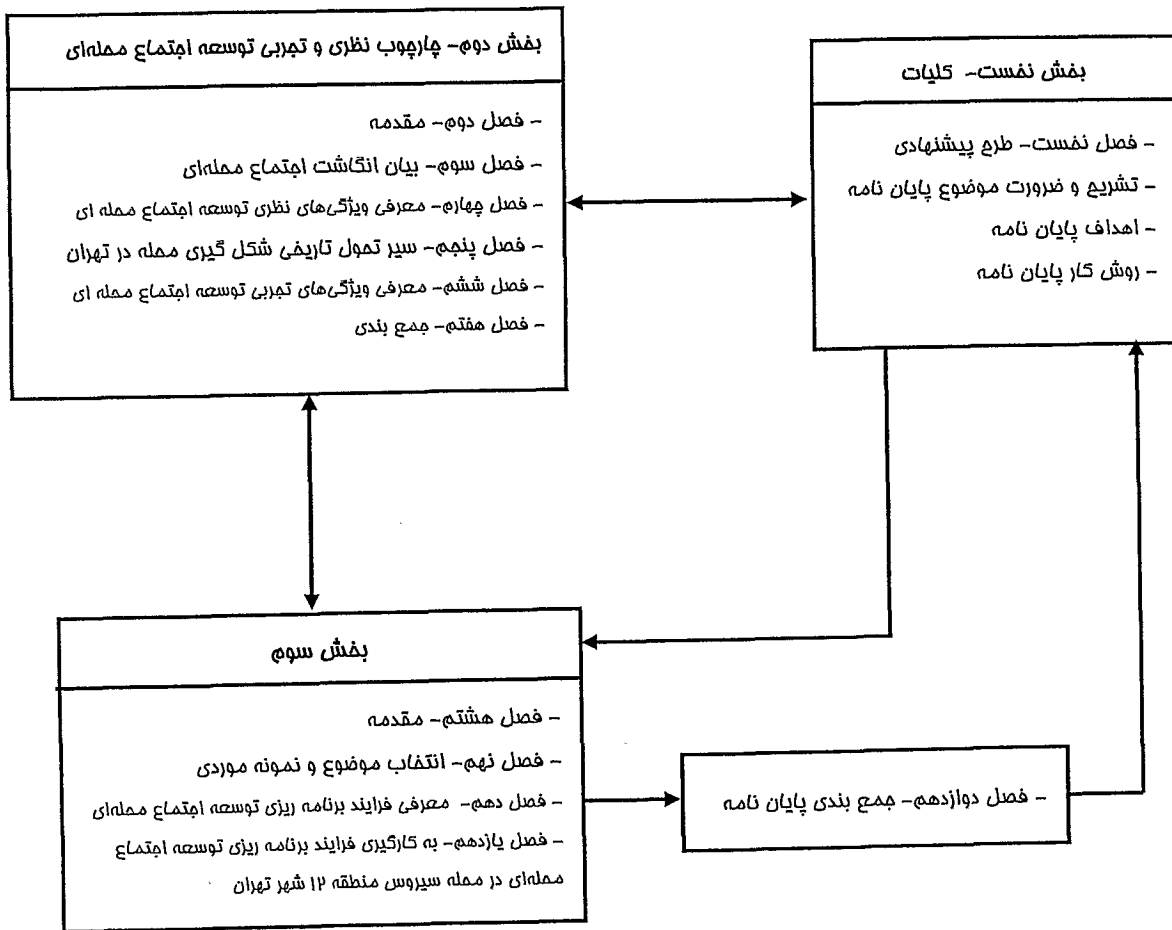 بخش نخست- کلیات
- فصل نخست- طرح پیشنهادی
- تشریح و ضرورت موضوع پایان نامه
- اهداف پایان نامه
- روش کار پایان نامه
بخش دوم- چارچوب نظری و تجربی توسعه اجتماع محله‌ای
- فصل دوم- مقدمه
- فصل سوم- بیان انگاشت اجتماع محله‌ای
- فصل چهارم- معرفی ویژگی‌های نظری توسعه اجتماع محله ای
- فصل پنجم- سیر تحول تاریخی شکل گیری محله در تهران
- فصل ششم- معرفی ویژگی‌های تجربی توسعه اجتماع محله ای
- فصل هفتم- جمع بندی
بخش سوم
- فصل هشتم- مقدمه
- فصل نهم- انتخاب موضوع و نمونه موردی
- فصل دهم- معرفی فرایند برنامه ریزی توسعه اجتماع محله‌ای
- فصل یازدهم- به کارگیری فرایند برنامه ریزی توسعه اجتماع
محله‌ای در محله سیروس منطقه ۱۲ شهر تهران
- فصل دوازدهم- جمع بندی پایان نامه